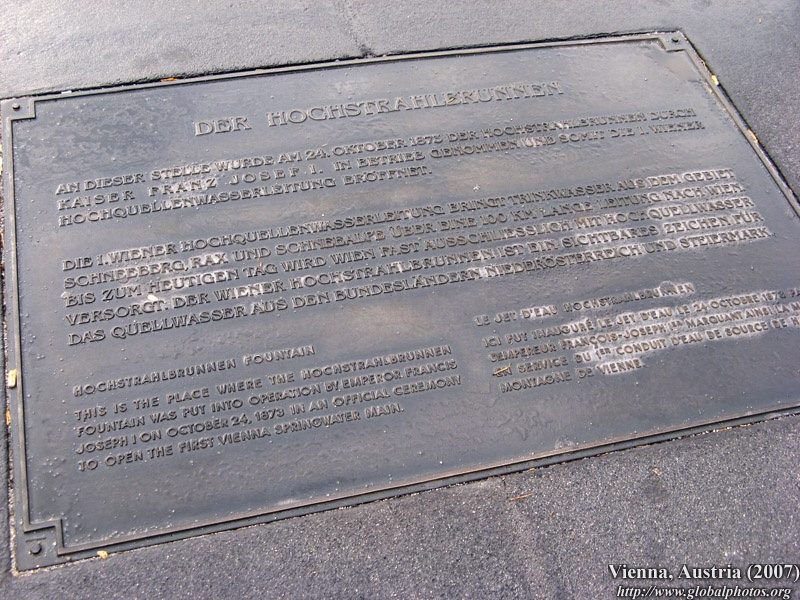 DER HOCHSTRAHLBRUNNEN
AN DIESER STELLE WURDE AM 24. OKTOBER 1873 DER HOCHSTRAHLBRUNNEN DURCH
KAISER FRANZ JOSEF I. IN BETRIEB GENOMMEN UND SOMIT DIE 1. WIENER
HOCHQUELLENWASSERLEITUNG ERÖFFNET.
DIE 1. WIENER HOCHQUELLENWASSERLEITUNG BRINGT TRINKWASSER AUS DEM GEBIET
SCHNEEBERG, RAX UND SCHNEEALPE ÜBER EINE 100 KM LANGE LEITUNG NACH WIEN
BIS ZUM HEUTIGEN TAG WIRD WIEN FAST AUSSCHLIESSLICH MIT HOCHQUELLWASSER
VERSORGT. DER WIENER HOCHSTRAHLBRUNNEN IST EIN SICHTBARES ZEICHEN FÜR
DAS QUELLWASSER AUS DEN BUNDESLÄNDERN NIEDERÖSTERREICH UND STEIERMARK
HOCHSTRAHLBRUNNEN FOUNTAIN
THIS IS THE PLACE WHERE THE HOCHSTRAHLBRUNNEN
FOUNTAIN WAS PUT INTO OPERATION BY EMPEROR FRANCIS
JOSEPH I ON OCTOBER 24, 1873 IN AN OFFICIAL CEREMONY
TO OPEN THE FIRST VIENNA SPRINGWATER MAIN.
LE JET D'EAU HOCHSTRAHLBRUNNEN
ICI FUT INAUGURÉ LE JET D'EAU LE 24 OCTOBRE 1873 PA
L'EMPEREUR FRANÇOIS-JOSEPH 1ER MARQUANT AINSI LA M
EN SERVICE DU 1ER CONDUIT D'EAU DE SOURCE DE
MONTAGNE DE VIENNE.
Vienna, Austria (2007)
http://www.globalphotos.org